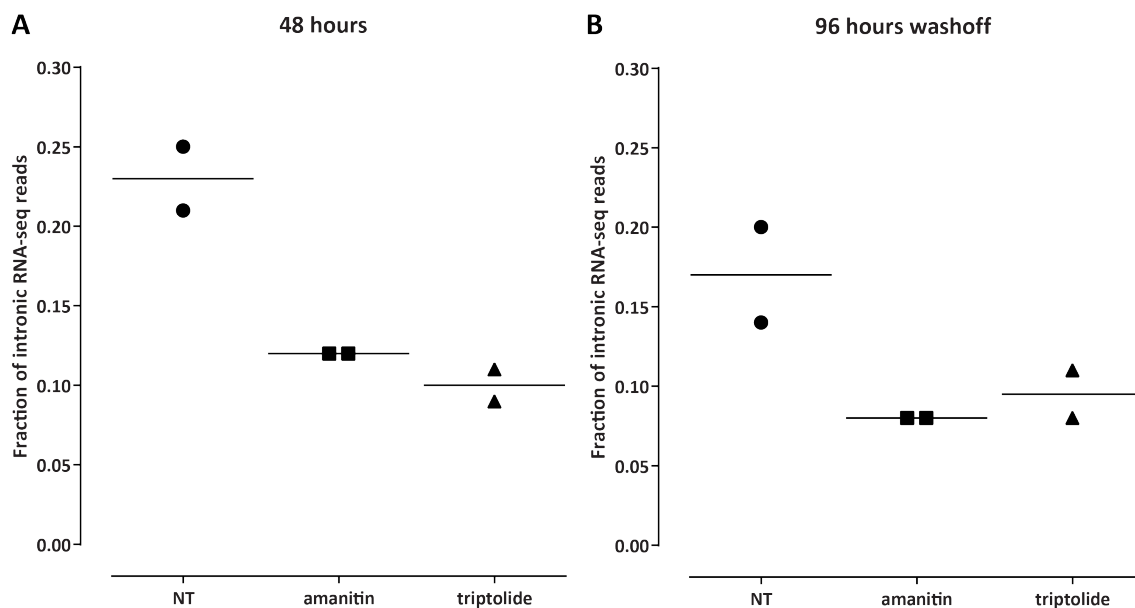 A
48 hours
Fraction of intronic RNA-seq reads
0.30
0.25
0.20
0.15
0.10
0.05
0.00
NT
amanitin
triptolide
B
96 hours washoff
Fraction of intronic RNA-seq reads
0.30
0.25
0.20
0.15
0.10
0.05
0.00
NT
amanitin
triptolide